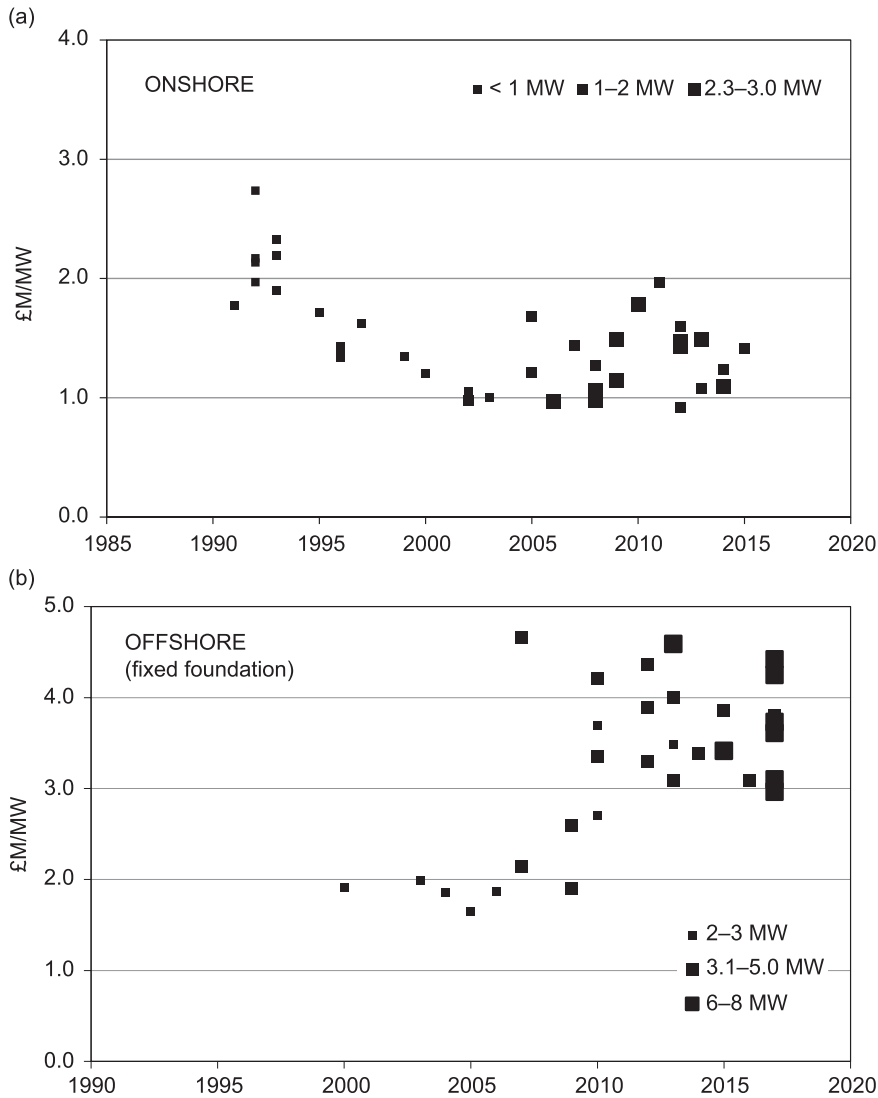 (a)
4.0
ONSHORE
< 1 MW 1–2 MW 2.3–3.0 MW
3.0
£M/MW
2.0
1.0
0.0
1985 1990 1995 2000 2005 2010 2015 2020
(b)
5.0
OFFSHORE
(fixed foundation)
4.0
3.0
£M/MW
2.0
2–3 MW
1.0
3.1–5.0 MW
6–8 MW
0.0
1990 1995 2000 2005 2010 2015 2020